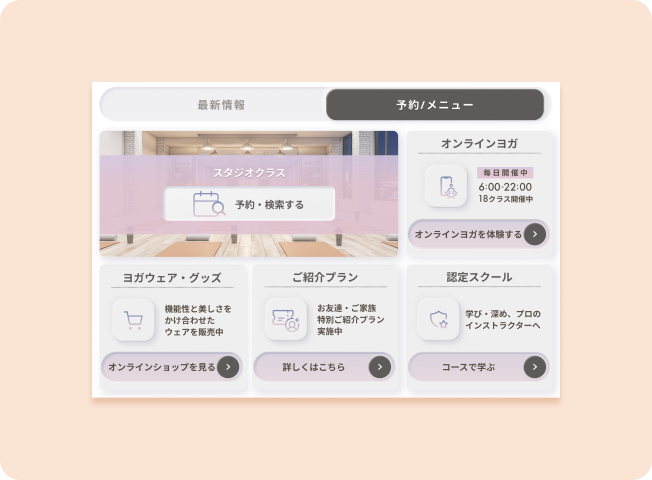 最新情報
予約/メニュー
スタジオクラス
予約・検索する
オンラインヨガ
毎日開催中
6:00-22:00
18クラス開催中
オンラインヨガを体験する
ヨガウェア・グッズ
機能性と美しさを
かけ合わせた
ウェアを販売中
オンラインショップを見る
ご紹介プラン
お友達・ご家族
特別ご紹介プラン
実施中
詳しくはこちら
認定スクール
学び・深め、プロの
インストラクターへ
コースで学ぶ